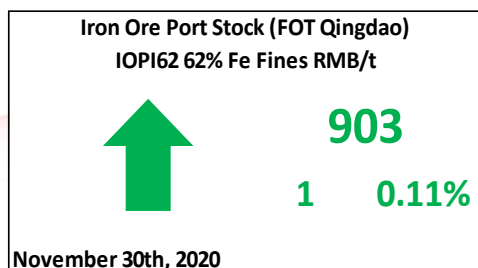 Iron Ore Port Stock (FOT Qingdao)
IOPI62 62% Fe Fines RMB/t
903
1 0.11%
November 30th, 2020